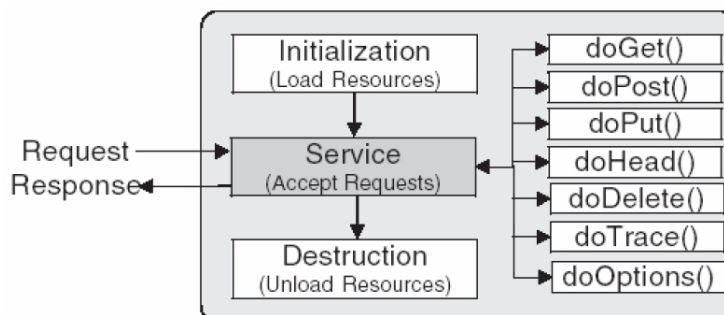 Initialization
(Load Resources)
Request
Response
Service
(Accept Requests)
Destruction
(Unload Resources)
doGet()
doPost()
doPut()
doHead()
doDelete()
doTrace()
doOptions()